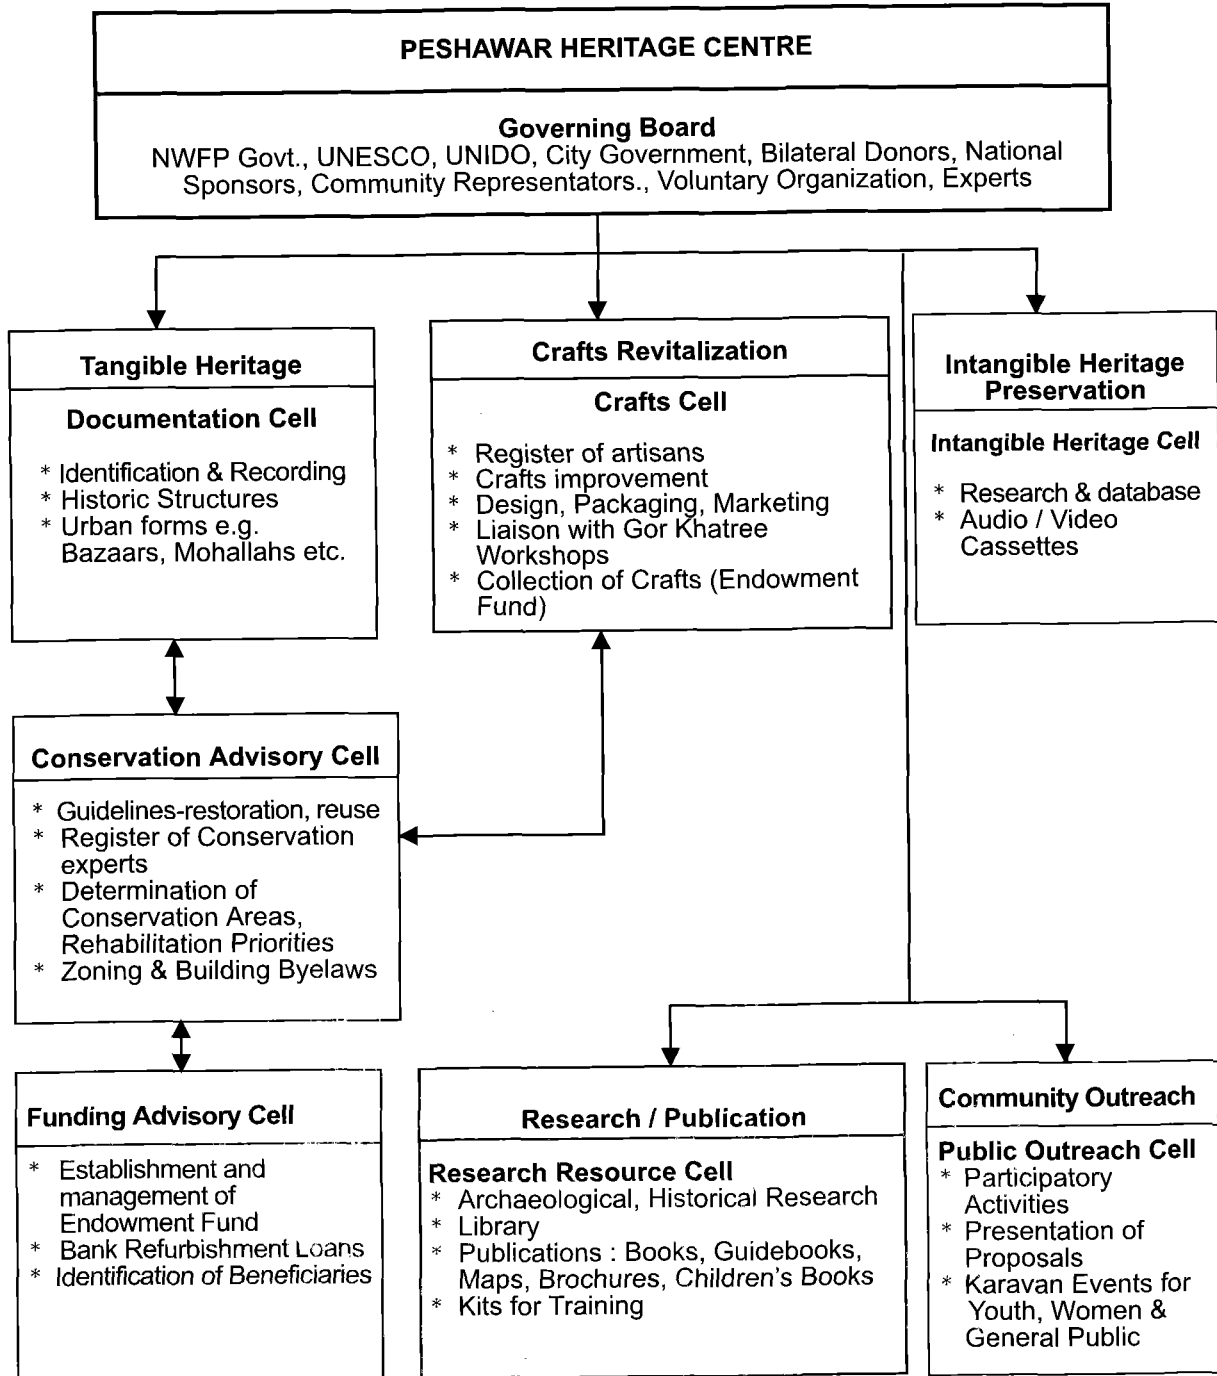 PESHAWAR HERITAGE CENTRE
Governing Board
NWFP Govt., UNESCO, UNIDO, City Government, Bilateral Donors, National
Sponsors, Community Representators., Voluntary Organization, Experts
Tangible Heritage
Documentation Cell
* Identification & Recording
* Historic Structures
* Urban forms e.g.
Bazaars, Mohallahs etc.
Crafts Revitalization
Crafts Cell
* Register of artisans
* Crafts improvement
* Design, Packaging, Marketing
* Liaison with Gor Khatree
Workshops
* Collection of Crafts (Endowment
Fund)
Intangible Heritage
Preservation
Intangible Heritage Cell
* Research & database
* Audio / Video
Cassettes
Conservation Advisory Cell
* Guidelines-restoration, reuse
* Register of Conservation
experts
* Determination of
Conservation Areas,
Rehabilitation Priorities
* Zoning & Building Byelaws
Funding Advisory Cell
* Establishment and
management of
Endowment Fund
* Bank Refurbishment Loans
* Identification of Beneficiaries
Research / Publication
Research Resource Cell
* Archaeological, Historical Research
* Library
* Publications : Books, Guidebooks,
Maps, Brochures, Children's Books
* Kits for Training
Community Outreach
Public Outreach Cell
* Participatory
Activities
* Presentation of
Proposals
* Karavan Events for
Youth, Women &
General Public